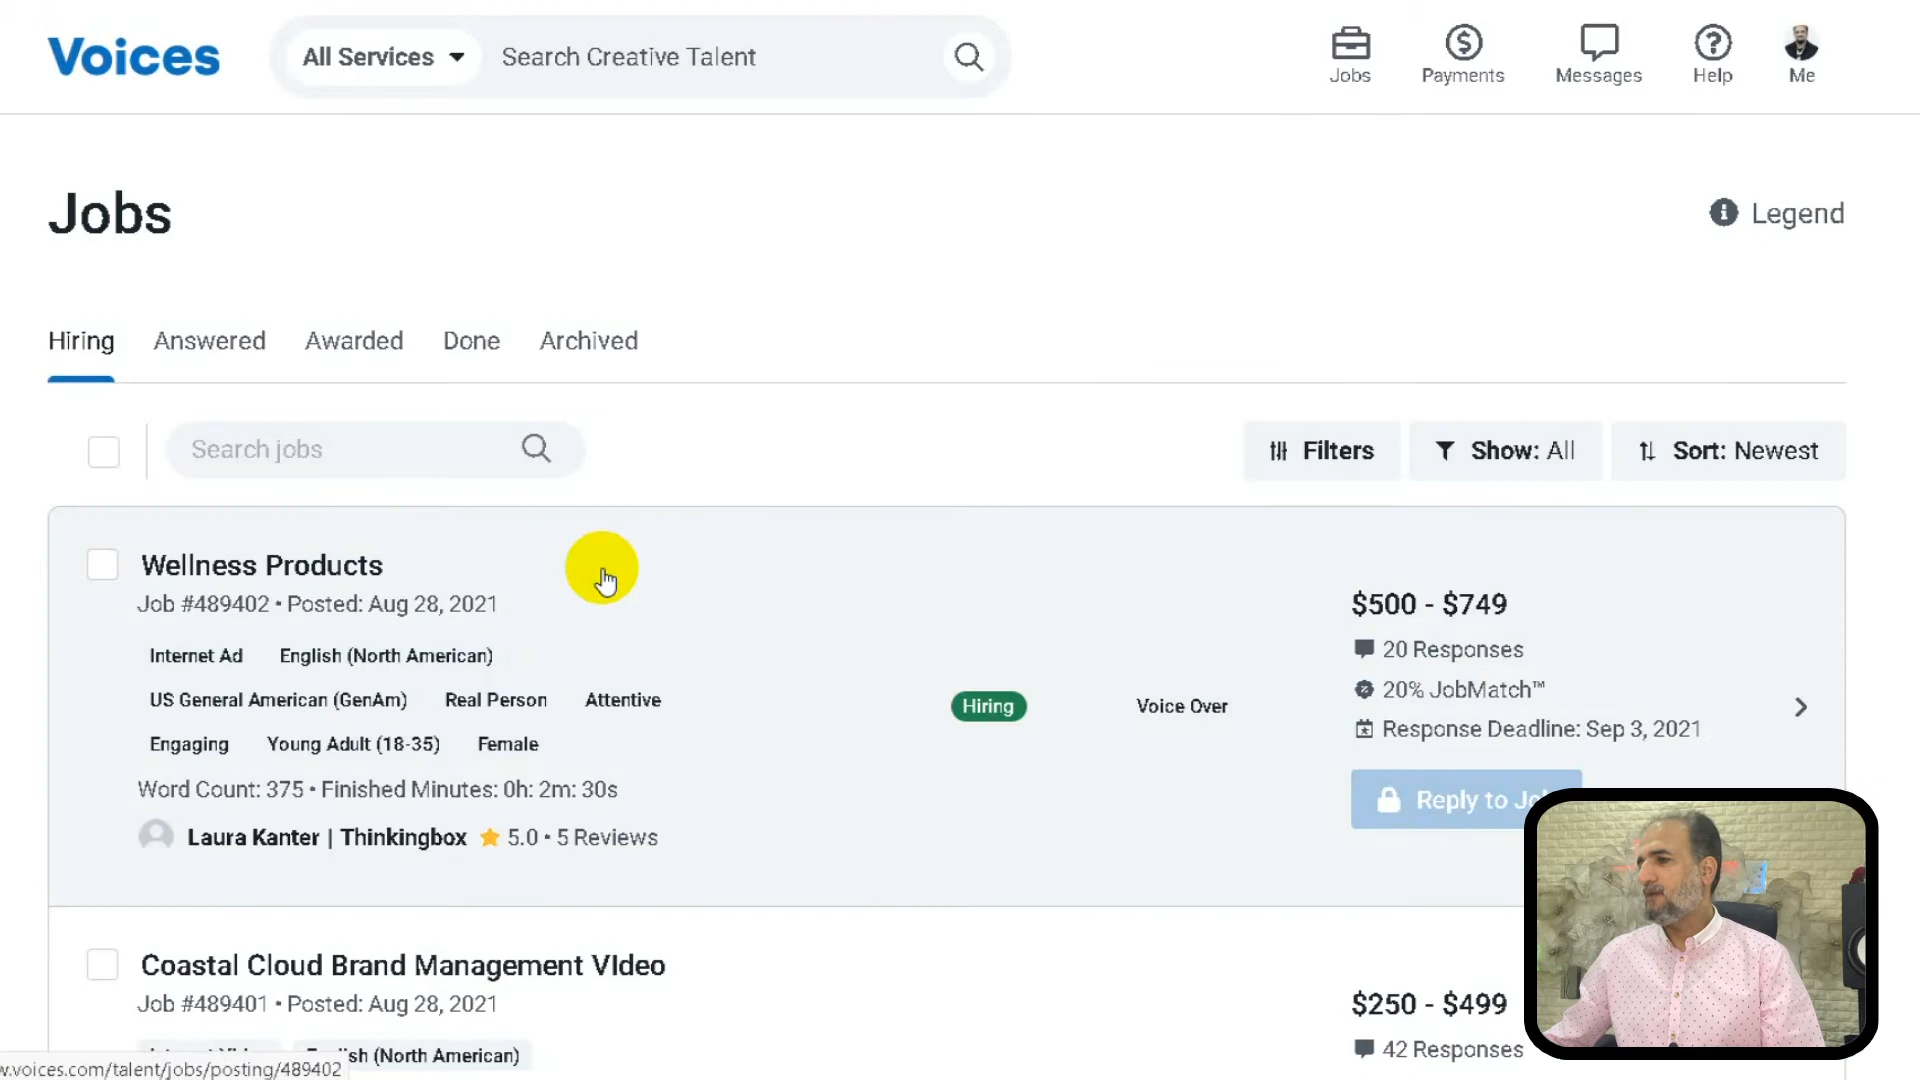 Voices
All Services
Search Creative Talent
Jobs
Payments
Messages
Help
Me
Jobs
Legend
Hiring
Answered
Awarded
Done
Archived
Search jobs
Filters
Show: All
Sort: Newest
Wellness Products
Job #489402 • Posted: Aug 28, 2021
Internet Ad
English (North American)
US General American (GenAm)
Real Person
Attentive
Engaging
Young Adult (18-35)
Female
Word Count: 375 • Finished Minutes: 0h: 2m: 30s
Laura Kanter | Thinkingbox 5.0 • 5 Reviews
Hiring
Voice Over
$500 - $749
20 Responses
20% JobMatch™
Response Deadline: Sep 3, 2021
Reply to
Coastal Cloud Brand Management VIdeo
Job #489401 • Posted: Aug 28, 2021
(North American)
$250 - $499
42 Responses
w.voices.com/talent/jobs/posting/489402